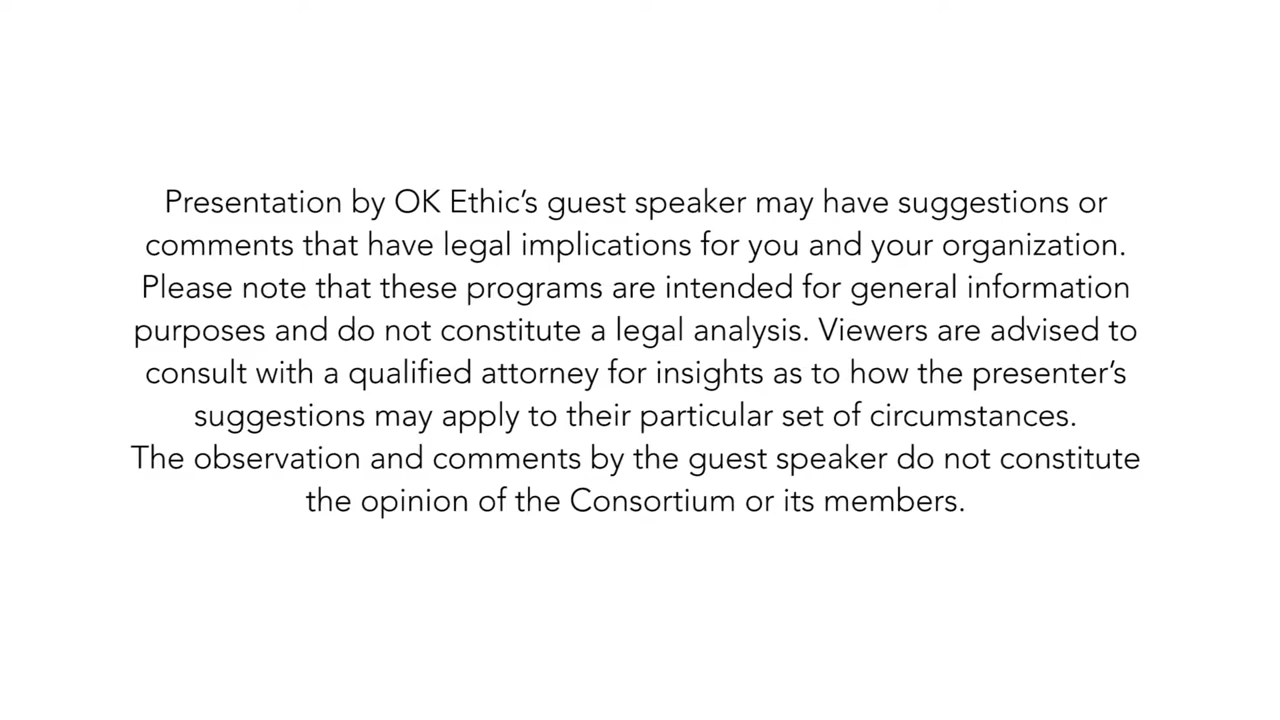 Presentation by OK Ethic’s guest speaker may have suggestions or
comments that have legal implications for you and your organization.
Please note that these programs are intended for general information
purposes and do not constitute a legal analysis. Viewers are advised to
consult with a qualified attorney for insights as to how the presenter’s
suggestions may apply to their particular set of circumstances.
The observation and comments by the guest speaker do not constitute
the opinion of the Consortium or its members.